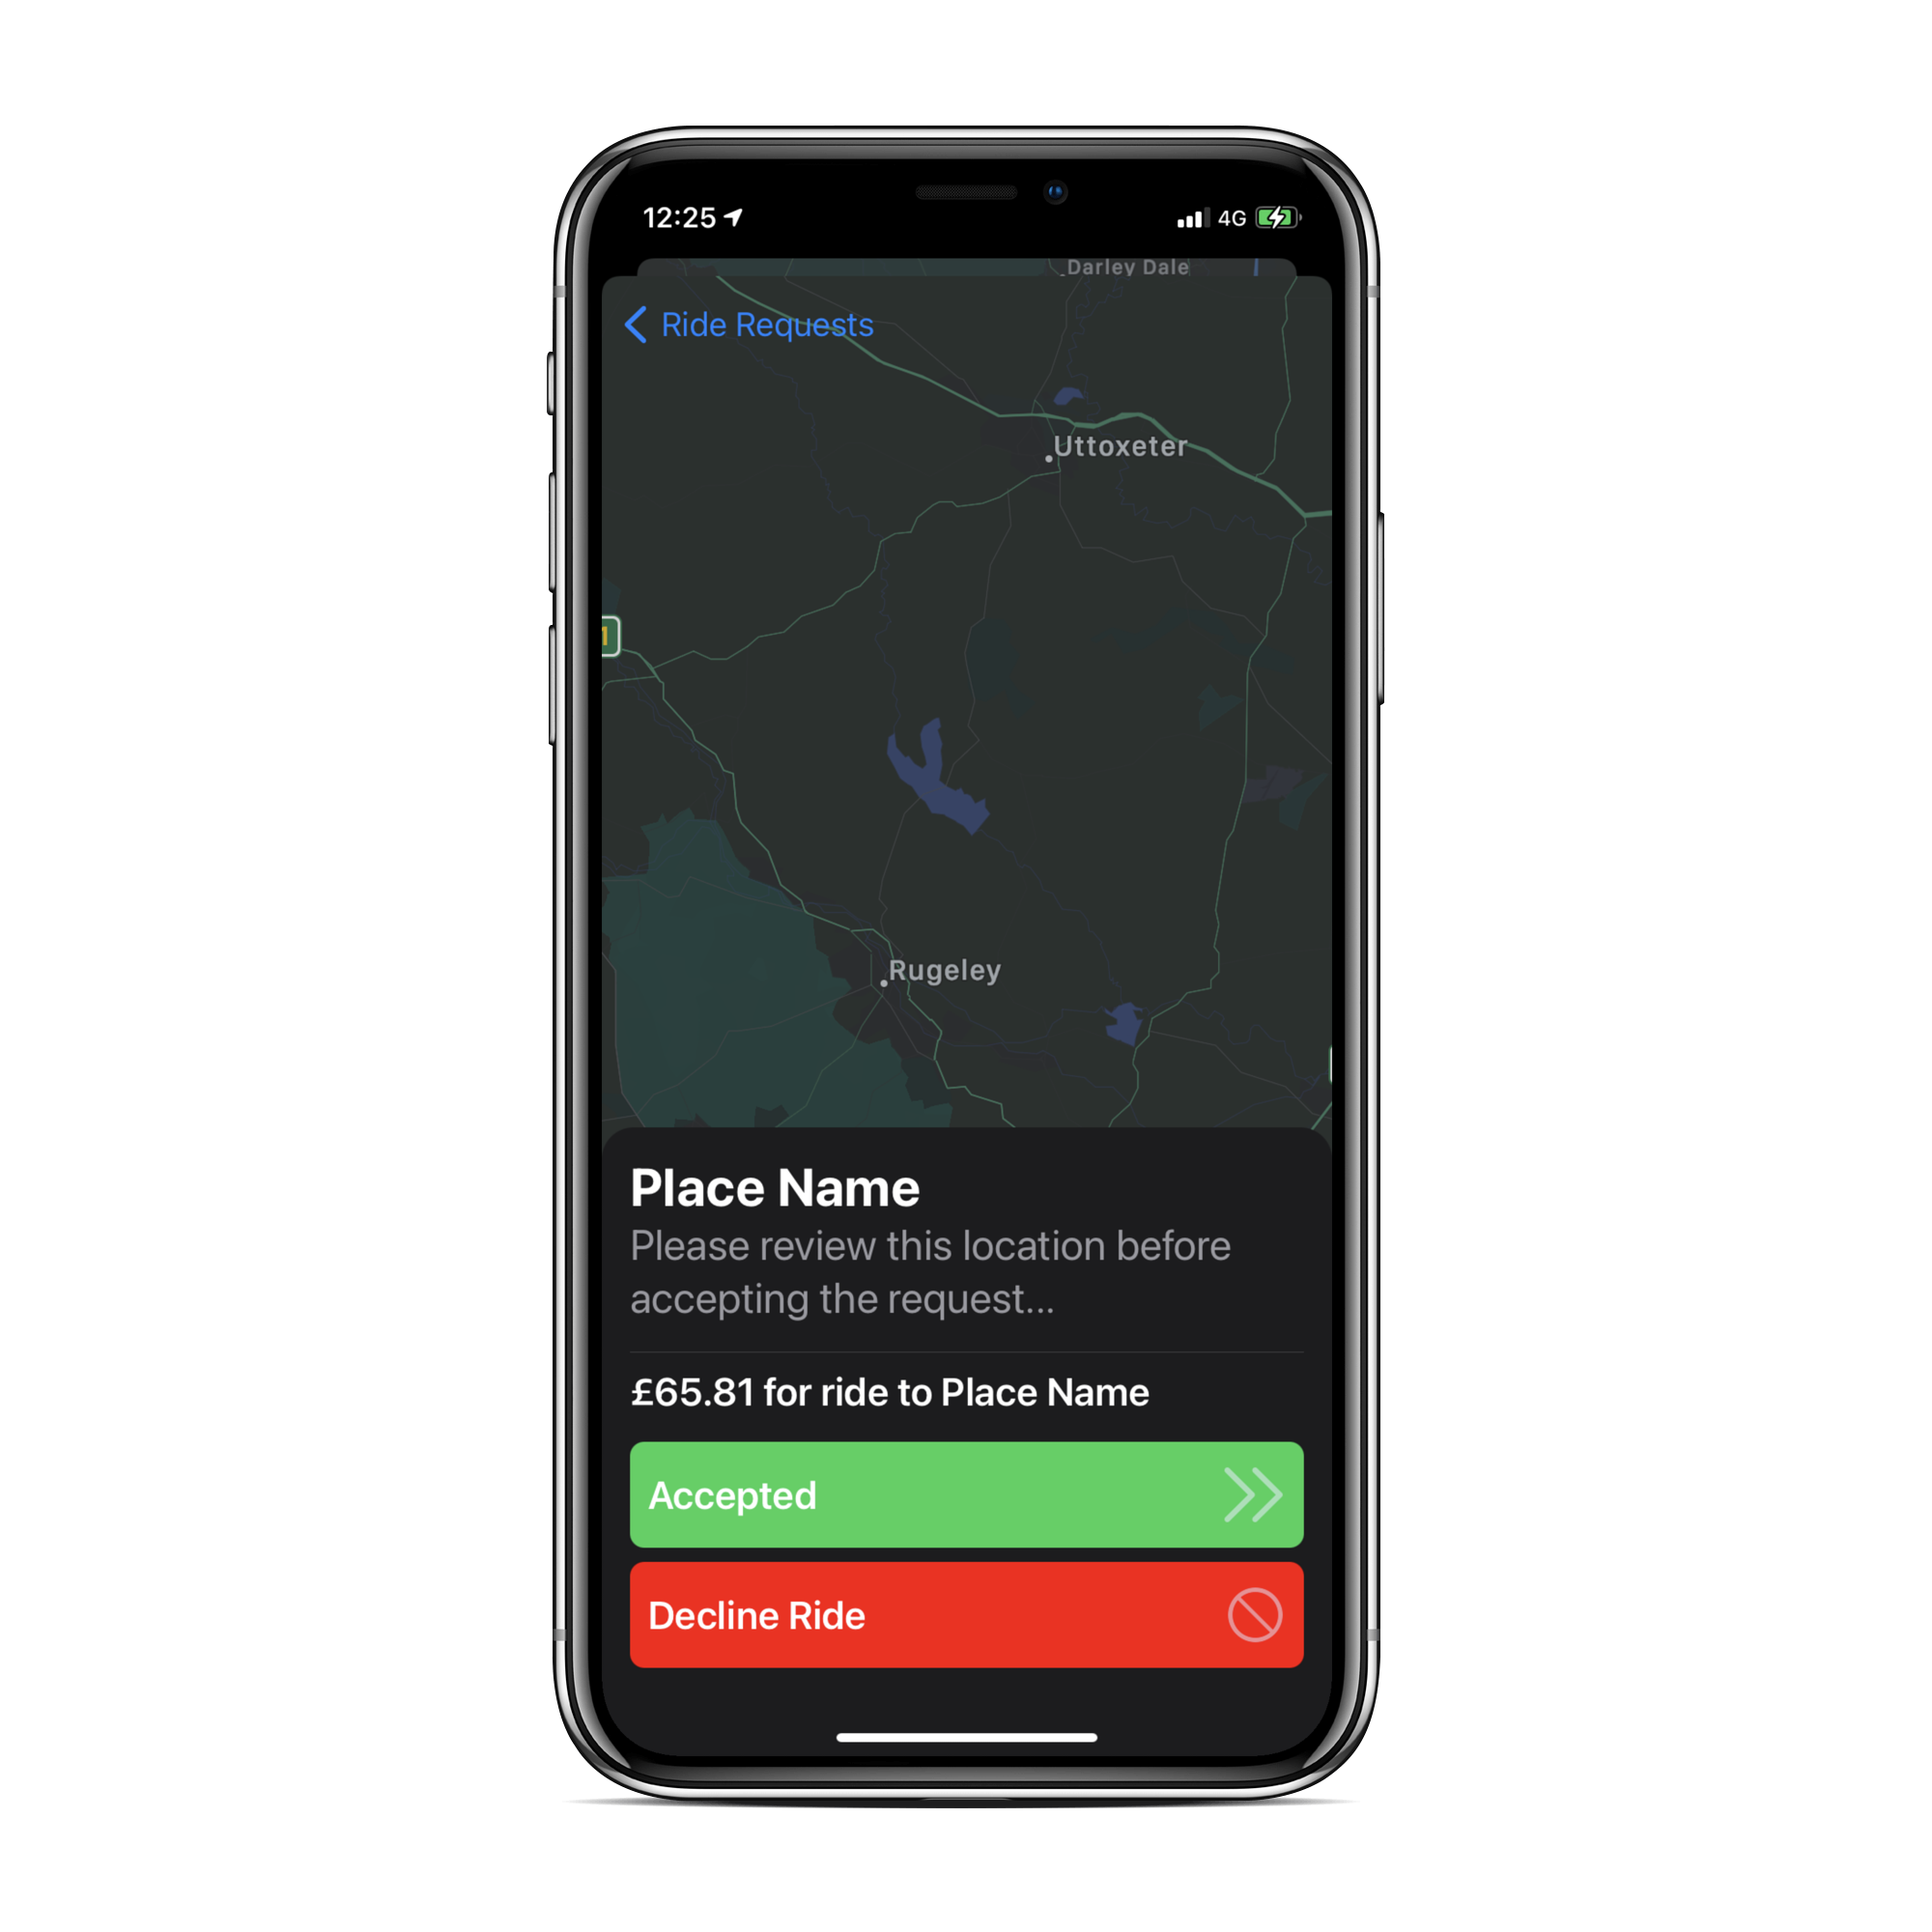 12:25
4G
Darley Dale
Ride Requests
Uttoxeter
Rugeley
Place Name
Please review this location before
accepting the request...
£65.81 for ride to Place Name
Accepted
Decline Ride